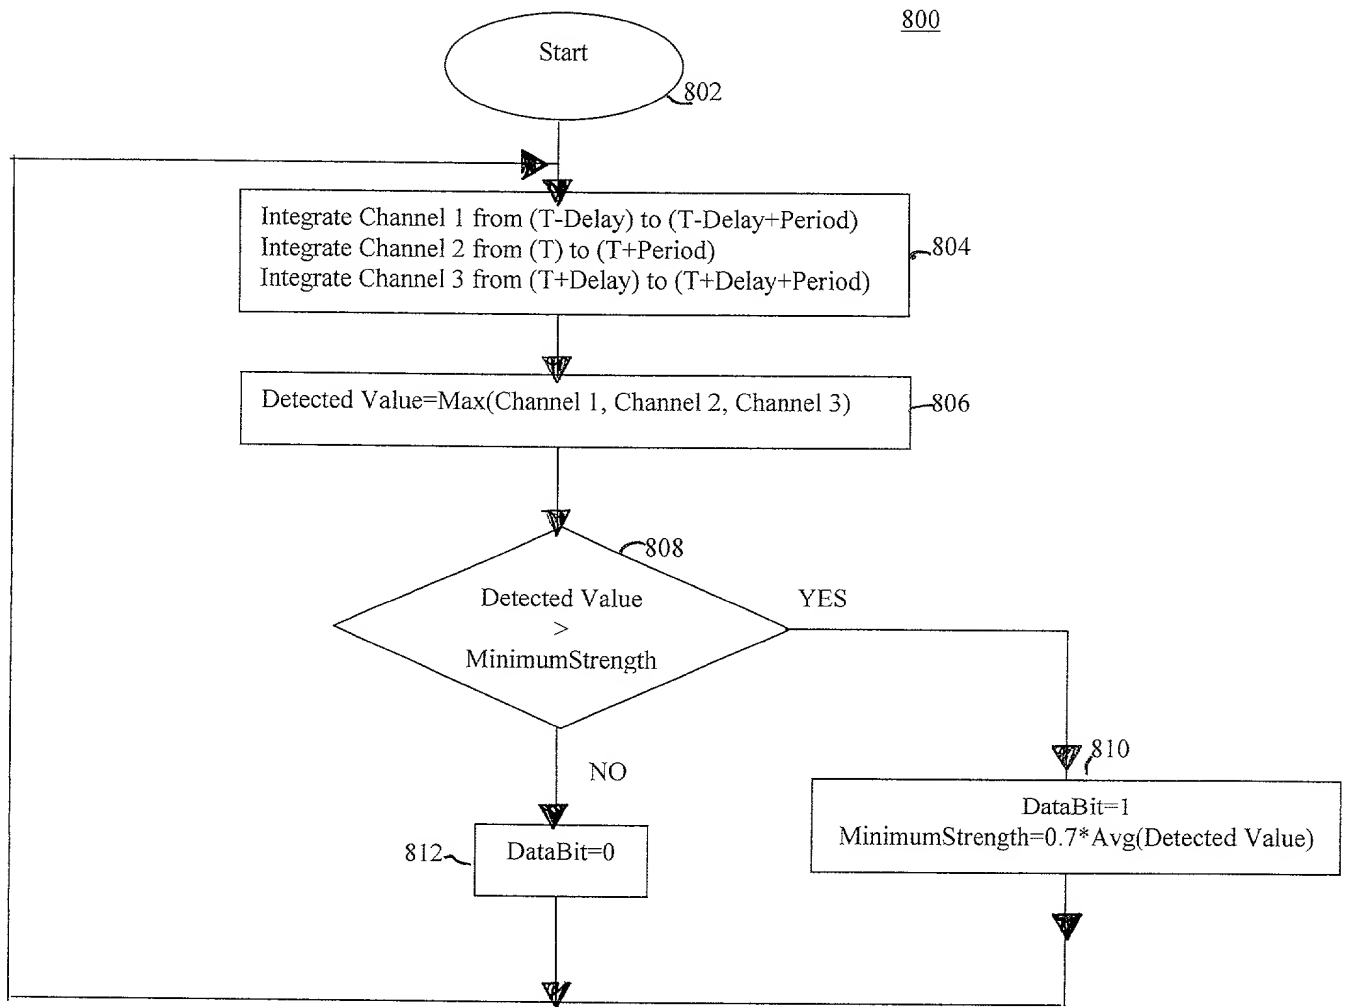 800
Start
802
Integrate Channel 1 from (T-Delay) to (T-Delay+Period)
Integrate Channel 2 from (T) to (T+Period)
Integrate Channel 3 from (T+Delay) to (T+Delay+Period)
804
Detected Value=Max(Channel 1, Channel 2, Channel 3)
806
808
Detected Value
>
MinimumStrength
YES
NO
810
DataBit=1
MinimumStrength=0.7*Avg(Detected Value)
812
DataBit=0